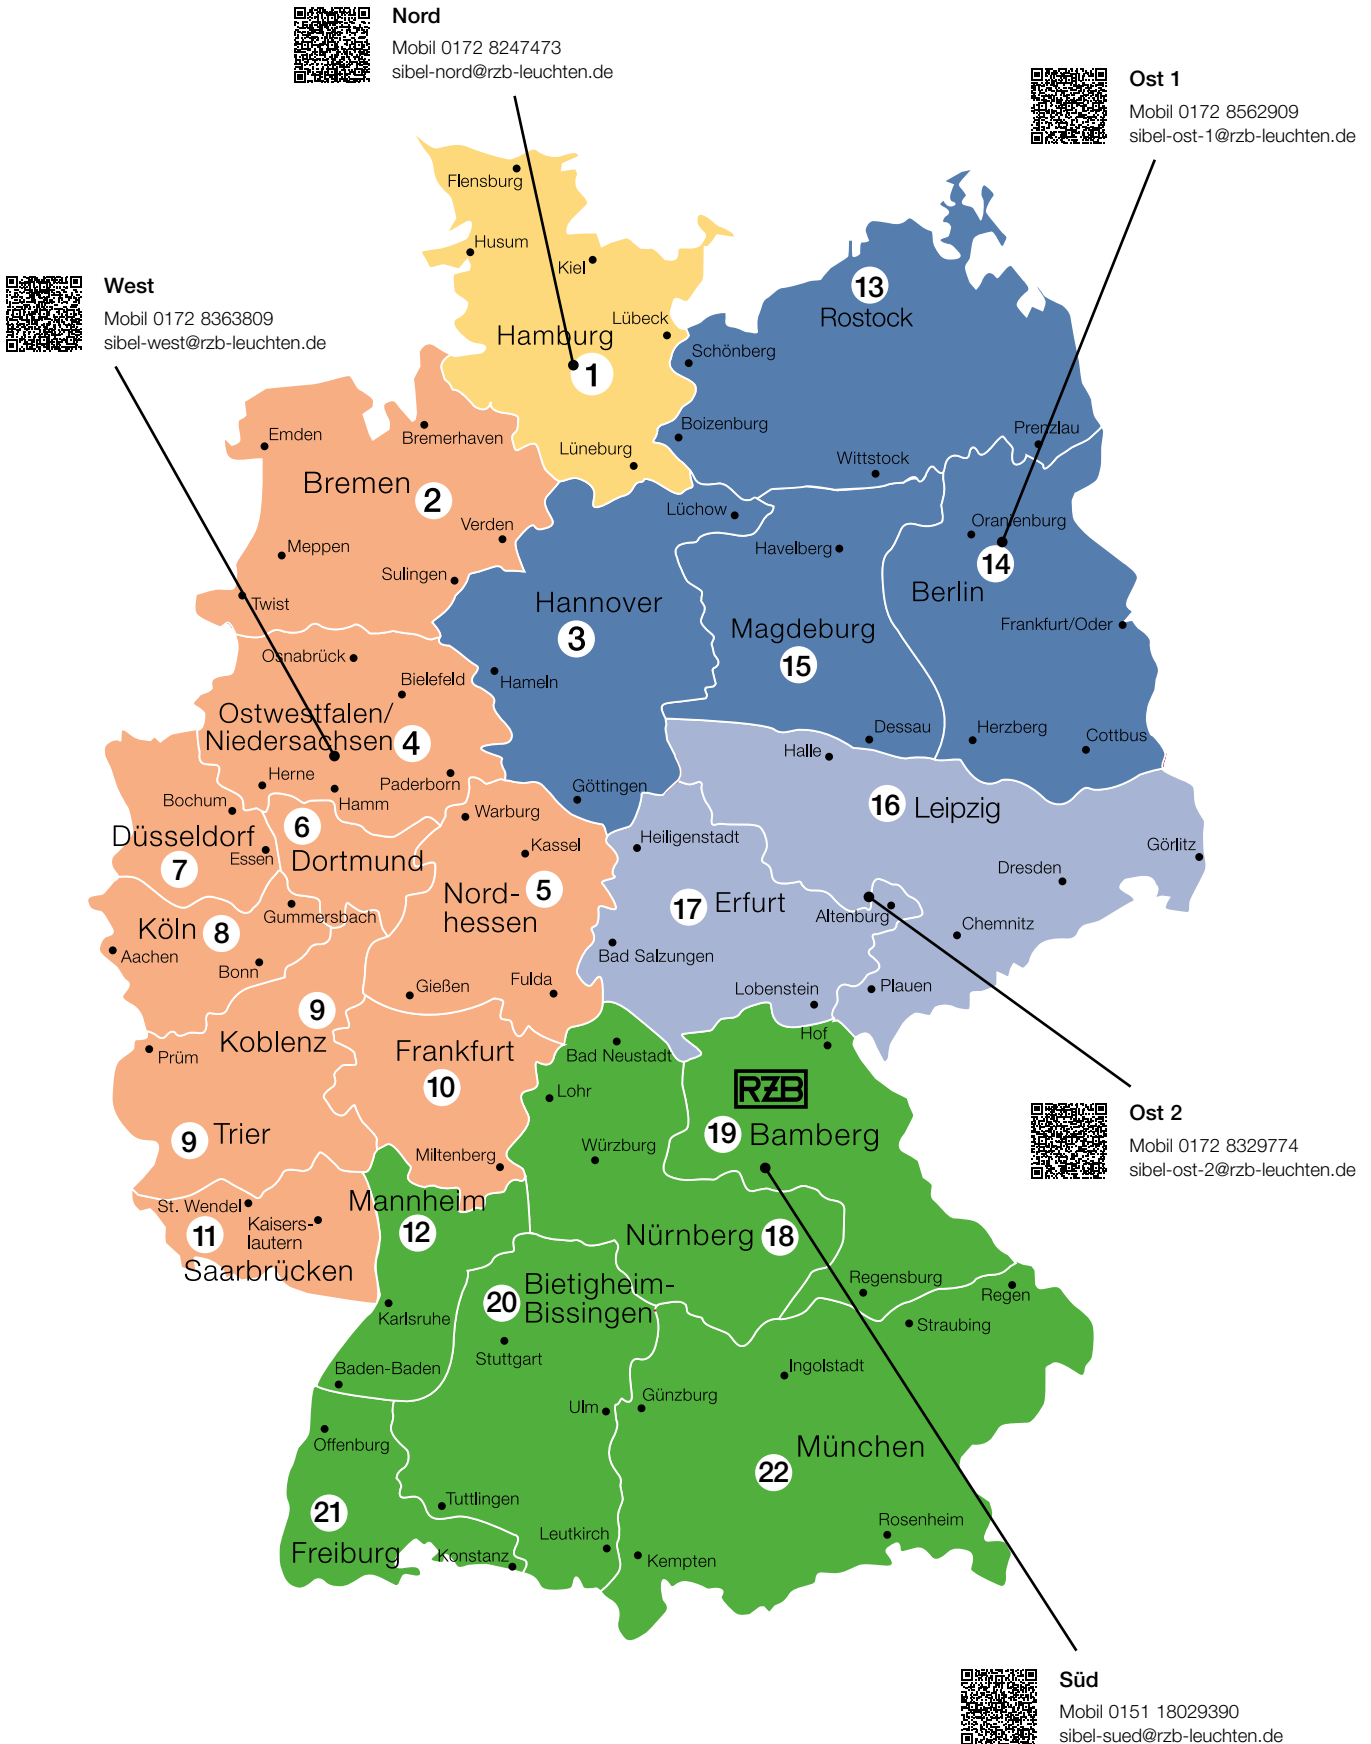 Nord
Mobil 0172 8247473
sibel-nord@rzb-leuchten.de
Ost 1
Mobil 0172 8562909
sibel-ost-1@rzb-leuchten.de
West
Mobil 0172 8363809
sibel-west@rzb-leuchten.de
Flensburg
Husum
Kiel
Lübeck
Hamburg
1
Lüneburg
13
Rostock
Schönberg
Boizenburg
Prenzlau
Wittstock
Emden
Bremerhaven
Bremen
2
Verden
Meppen
Sulingen
Twist
Lüchow
Havelberg
Oranienburg
14
Berlin
Frankfurt/Oder
Hannover
3
Hameln
Göttingen
Magdeburg
15
Dessau
Herzberg
Cottbus
Osnabrück
Bielefeld
Ostwestfalen/
Niedersachsen
4
Herne
Hamm
Paderborn
Bochum
6
Dortmund
Düsseldorf
Essen
7
Warburg
Kassel
Nord-
hessen
5
Gießen
Fulda
Halle
16
Leipzig
Görlitz
Dresden
Heiligenstadt
17
Erfurt
Altenburg
Chemnitz
Bad Salzungen
Lobenstein
Plauen
Gummersbach
Köln
8
Aachen
Bonn
9
Koblenz
Prüm
9
Trier
Frankfurt
10
Miltenberg
St. Wendel
11
Kaisers-
lautern
Saarbrücken
Hof
Bad Neustadt
Lohr
RZB
19
Bamberg
Würzburg
Ost 2
Mobil 0172 8329774
sibel-ost-2@rzb-leuchten.de
Mannheim
12
Karlsruhe
Baden-Baden
Nürnberg
18
Regensburg
Regen
Straubing
20
Bietigheim-
Bissingen
Stuttgart
Ulm
Günzburg
Ingolstadt
Offenburg
München
22
Tuttlingen
21
Freiburg
Konstanz
Leutkirch
Kempten
Rosenheim
Süd
Mobil 0151 18029390
sibel-sued@rzb-leuchten.de